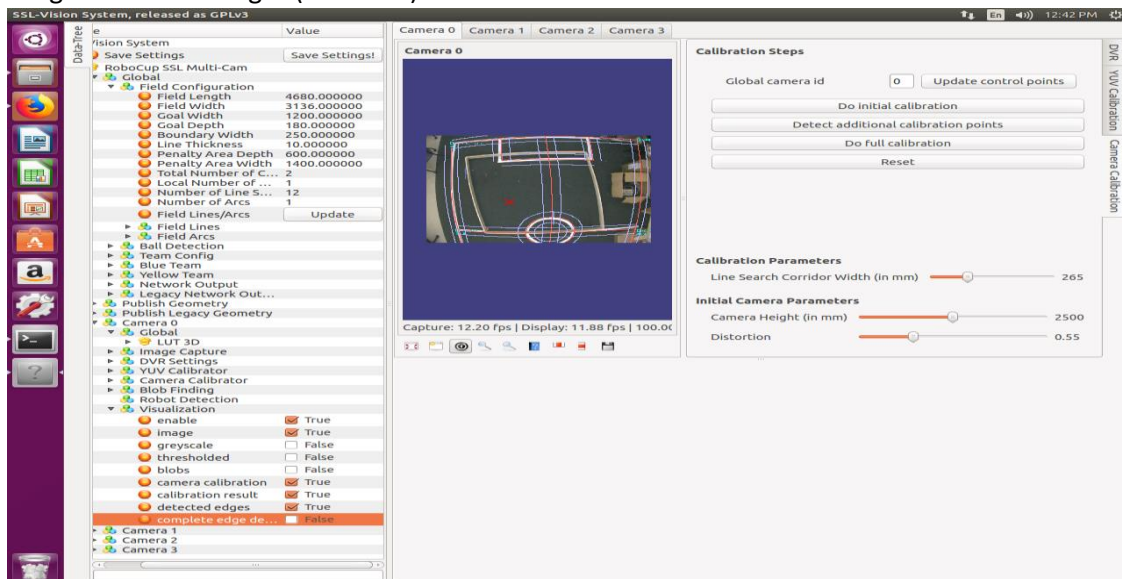 SSL-Vision System, released as GPLv3
En
12:42 PM
Data-Tree
e Value
Vision System
Save Settings Save Settings!
RoboCup SSL Multi-Cam
Global
Field Configuration
Field Length 4680.000000
Field Width 3136.000000
Goal Width 1200.000000
Goal Depth 180.000000
Boundary Width 250.000000
Line Thickness 10.000000
Penalty Area Depth 600.000000
Penalty Area Width 1400.000000
Total Number of C... 2
Local Number of ... 1
Number of Line S... 12
Number of Arcs 1
Field Lines/Arcs Update
Field Lines
Field Arcs
Ball Detection
Team Config
Blue Team
Yellow Team
Network Output
Legacy Network Out...
Publish Geometry
Publish Legacy Geometry
Camera 0
Global
LUT 3D
Image Capture
DVR Settings
YUV Calibrator
Camera Calibrator
Blob Finding
Robot Detection
Visualization
enable True
image True
greyscale False
thresholded False
blobs False
camera calibration True
calibration result True
detected edges True
complete edge de... False
Camera 1
Camera 2
Camera 3
Camera 0 Camera 1 Camera 2 Camera 3
Camera 0
Capture: 12.20 fps | Display: 11.88 fps | 100.00
Calibration Steps
Global camera id 0 Update control points
Do initial calibration
Detect additional calibration points
Do full calibration
Reset
Calibration Parameters
Line Search Corridor Width (in mm) 265
Initial Camera Parameters
Camera Height (in mm) 2500
Distortion 0.55
DVR
YUV Calibration
Camera Calibration